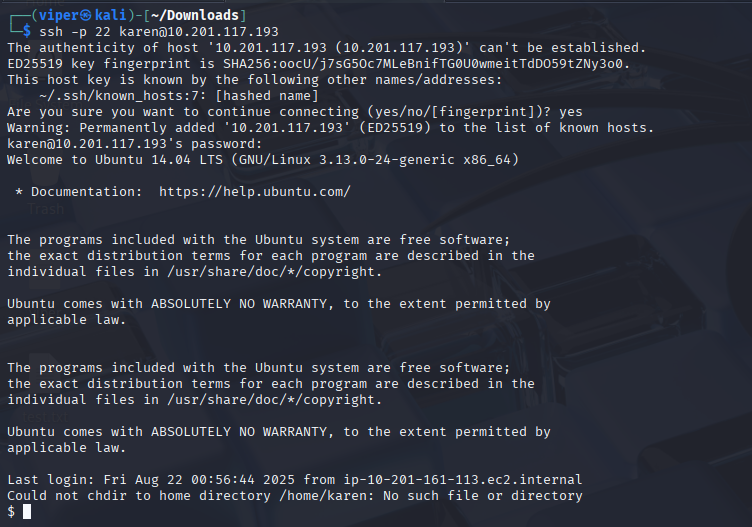 ┌──(viper㉿kali)-[~/Downloads]
└─$ ssh -p 22 karen@10.201.117.193
The authenticity of host '10.201.117.193 (10.201.117.193)' can't be established.
ED25519 key fingerprint is SHA256:oocU/j7sG5Oc7MLeBnifTG0U0wmeitTdDO59tZNy3o0.
This host key is known by the following other names/addresses:
    ~/.ssh/known_hosts:7: [hashed name]
Are you sure you want to continue connecting (yes/no/[fingerprint])? yes
Warning: Permanently added '10.201.117.193' (ED25519) to the list of known hosts.
karen@10.201.117.193's password:
Welcome to Ubuntu 14.04 LTS (GNU/Linux 3.13.0-24-generic x86_64)
 * Documentation:  https://help.ubuntu.com/
Trash
The programs included with the Ubuntu system are free software;
the exact distribution terms for each program are described in the
individual files in /usr/share/doc/*/copyright.
Ubuntu comes with ABSOLUTELY NO WARRANTY, to the extent permitted by
applicable law.
The programs included with the Ubuntu system are free software;
the exact distribution terms for each program are described in the
individual files in /usr/share/doc/*/copyright.
Ubuntu comes with ABSOLUTELY NO WARRANTY, to the extent permitted by
applicable law.
Last login: Fri Aug 22 00:56:44 2025 from ip-10-201-161-113.ec2.internal
Could not chdir to home directory /home/karen: No such file or directory
$